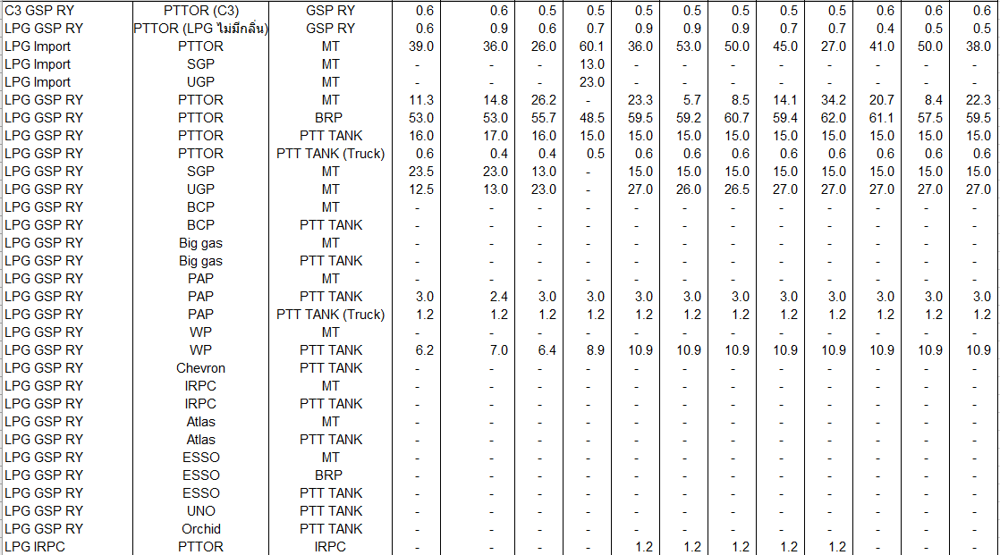 C3 GSP RY PTTOR (C3) GSP RY 0.6 0.6 0.5 0.5 0.5 0.5 0.5 0.5 0.5 0.6 0.6 0.6
LPG GSP RY PTTOR (LPG ไม่มีกลิ่น) GSP RY 0.6 0.9 0.6 0.7 0.9 0.9 0.9 0.7 0.7 0.4 0.5 0.5
LPG Import PTTOR MT 39.0 36.0 26.0 60.1 36.0 53.0 50.0 45.0 27.0 41.0 50.0 38.0
LPG Import SGP MT - - - 13.0 - - - - - - - -
LPG Import UGP MT - - - 23.0 - - - - - - - -
LPG GSP RY PTTOR MT 11.3 14.8 26.2 - 23.3 5.7 8.5 14.1 34.2 20.7 8.4 22.3
LPG GSP RY PTTOR BRP 53.0 53.0 55.7 48.5 59.5 59.2 60.7 59.4 62.0 61.1 57.5 59.5
LPG GSP RY PTTOR PTT TANK 16.0 17.0 16.0 15.0 15.0 15.0 15.0 15.0 15.0 15.0 15.0 15.0
LPG GSP RY PTTOR PTT TANK (Truck) 0.6 0.4 0.4 0.5 0.6 0.6 0.6 0.6 0.6 0.6 0.6 0.6
LPG GSP RY SGP MT 23.5 23.0 13.0 - 15.0 15.0 15.0 15.0 15.0 15.0 15.0 15.0
LPG GSP RY UGP MT 12.5 13.0 23.0 - 27.0 26.0 26.5 27.0 27.0 27.0 27.0 27.0
LPG GSP RY BCP MT - - - - - - - - - - - -
LPG GSP RY BCP PTT TANK - - - - - - - - - - - -
LPG GSP RY Big gas MT - - - - - - - - - - - -
LPG GSP RY Big gas PTT TANK - - - - - - - - - - - -
LPG GSP RY PAP MT - - - - - - - - - - - -
LPG GSP RY PAP PTT TANK 3.0 2.4 3.0 3.0 3.0 3.0 3.0 3.0 3.0 3.0 3.0 3.0
LPG GSP RY PAP PTT TANK (Truck) 1.2 1.2 1.2 1.2 1.2 1.2 1.2 1.2 1.2 1.2 1.2 1.2
LPG GSP RY WP MT - - - - - - - - - - - -
LPG GSP RY WP PTT TANK 6.2 7.0 6.4 8.9 10.9 10.9 10.9 10.9 10.9 10.9 10.9 10.9
LPG GSP RY Chevron PTT TANK - - - - - - - - - - - -
LPG GSP RY IRPC MT - - - - - - - - - - - -
LPG GSP RY IRPC PTT TANK - - - - - - - - - - - -
LPG GSP RY Atlas MT - - - - - - - - - - - -
LPG GSP RY Atlas PTT TANK - - - - - - - - - - - -
LPG GSP RY ESSO MT - - - - - - - - - - - -
LPG GSP RY ESSO BRP - - - - - - - - - - - -
LPG GSP RY ESSO PTT TANK - - - - - - - - - - - -
LPG GSP RY UNO PTT TANK - - - - - - - - - - - -
LPG GSP RY Orchid PTT TANK - - - - - - - - - - - -
LPG IRPC PTTOR IRPC - - - - 1.2 1.2 1.2 1.2 1.2 - - -